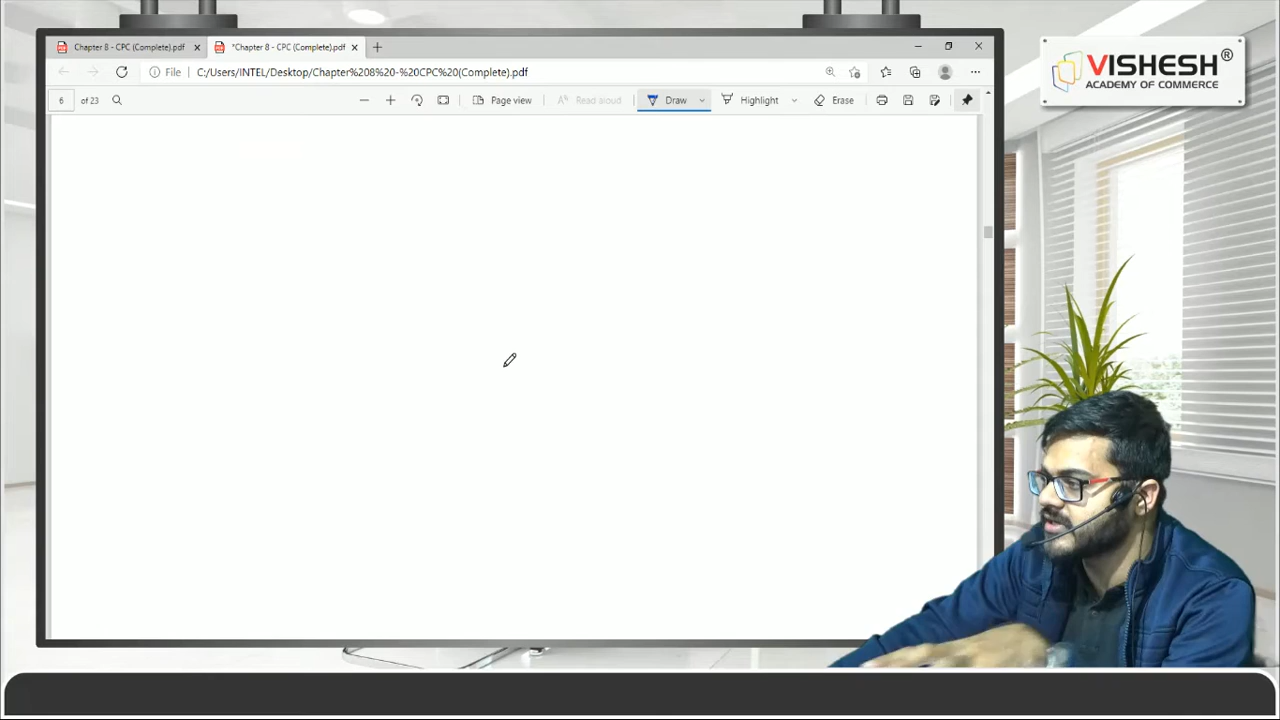 Chapter 8 - CPC (Complete).pdf
*Chapter 8 - CPC (Complete).pdf
File C:/Users/INTEL/Desktop/Chapter%208%20-%20CPC%20(Complete).pdf
6 of 23 Page view Read aloud Draw Highlight Erase
VISHESH®
ACADEMY OF COMMERCE